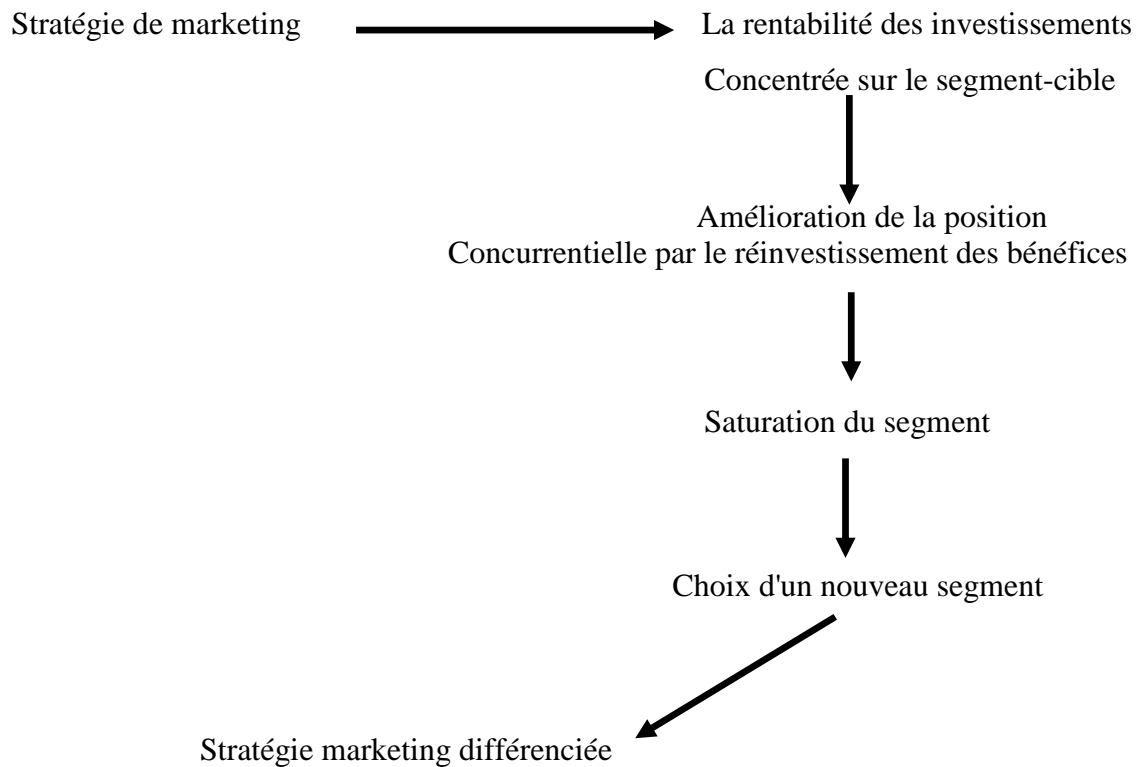 Stratégie de marketing
La rentabilité des investissements
Concentrée sur le segment-cible
Amélioration de la position
Concurrentielle par le réinvestissement des bénéfices
Saturation du segment
Choix d'un nouveau segment
Stratégie marketing différenciée